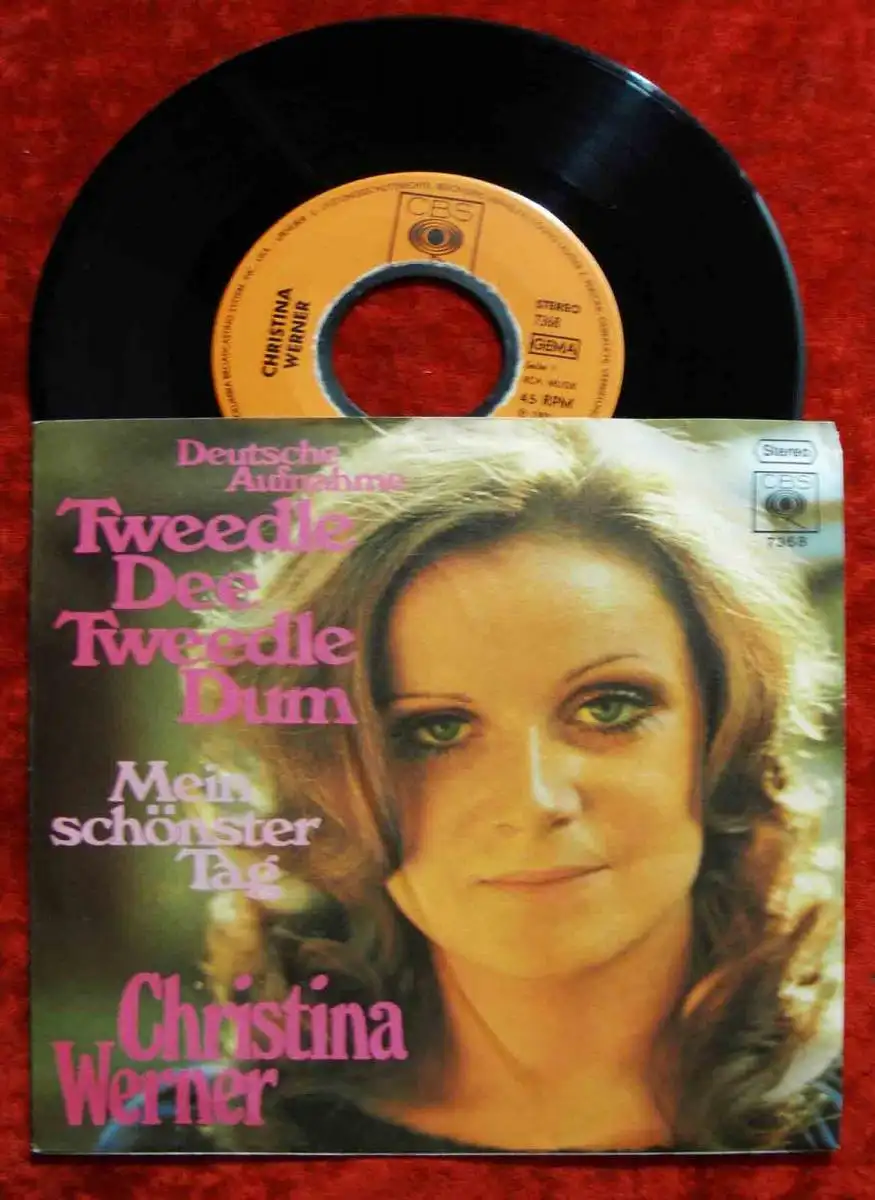 CBS
CHRISTINA
WERNER
STEREO
7368
GEMA
45 RPM
Deutsche
Aufnahme
Tweedle
Dee
Tweedle
Dum
Mein
schönster
Tag
Christina
Werner
Stereo
CBS
7368